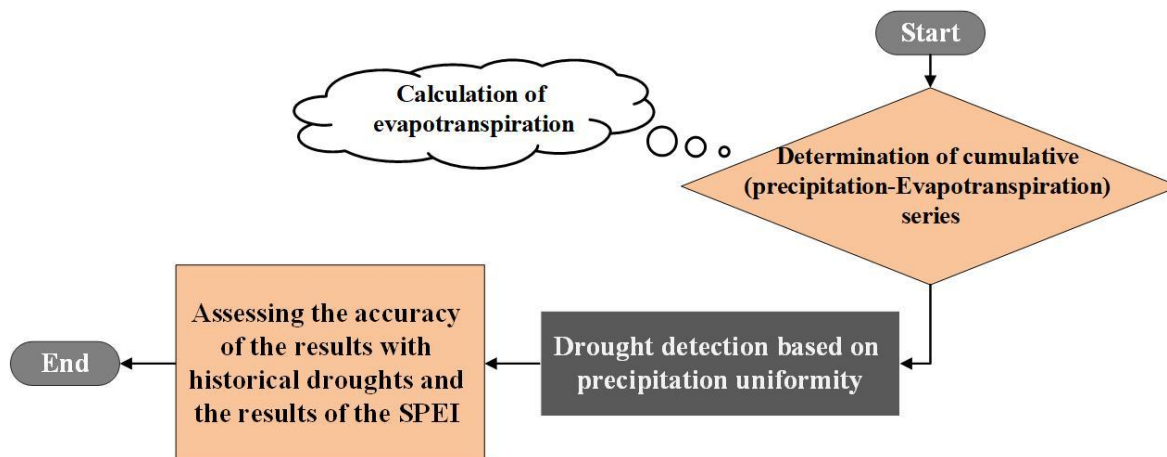 Start
Calculation of
evapotranspiration
Determination of cumulative
(precipitation-Evapotranspiration)
series
Drought detection based on
precipitation uniformity
Assessing the accuracy
of the results with
historical droughts and
the results of the SPEI
End